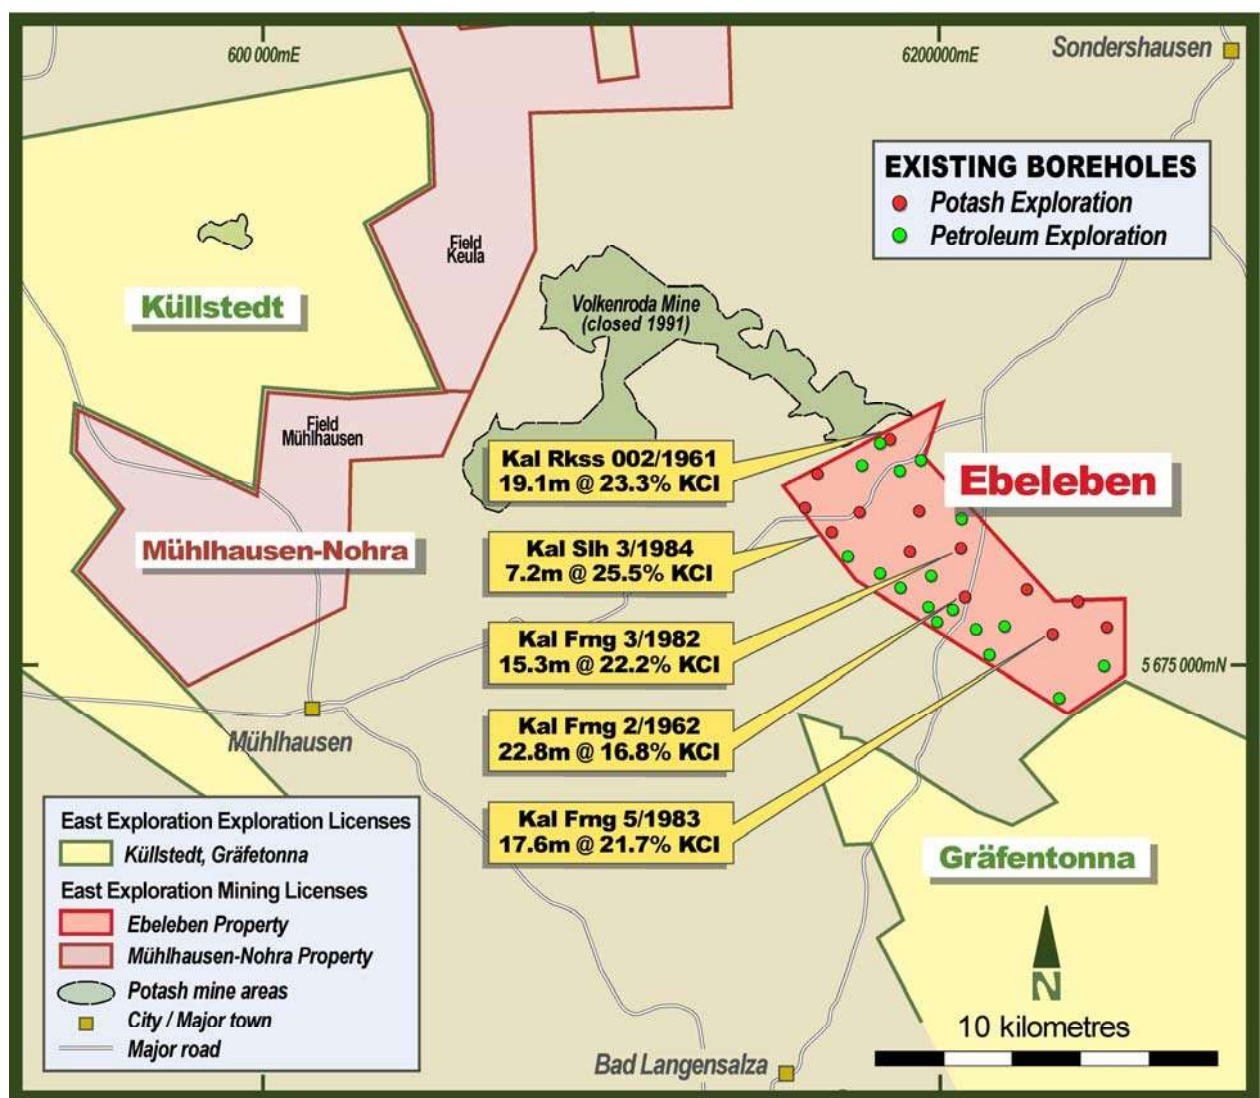 600 000mE
6200000mE
Sondershausen
EXISTING BOREHOLES
Potash Exploration
Petroleum Exploration
Field
Keula
Küllstedt
Volkenroda Mine
(closed 1991)
Field
Mühlhausen
Kal Rkss 002/1961
19.1m @ 23.3% KCl
Ebeleben
Mühlhausen-Nohra
Kal Slh 3/1984
7.2m @ 25.5% KCl
Kal Frng 3/1982
15.3m @ 22.2% KCl
5 675 000mN
Kal Frng 2/1962
22.8m @ 16.8% KCl
Mühlhausen
Kal Frng 5/1983
17.6m @ 21.7% KCl
Gräfentonna
East Exploration Exploration Licenses
Küllstedt, Gräfetonna
East Exploration Mining Licenses
Ebeleben Property
Mühlhausen-Nohra Property
Potash mine areas
City / Major town
Major road
N
10 kilometres
Bad Langensalza